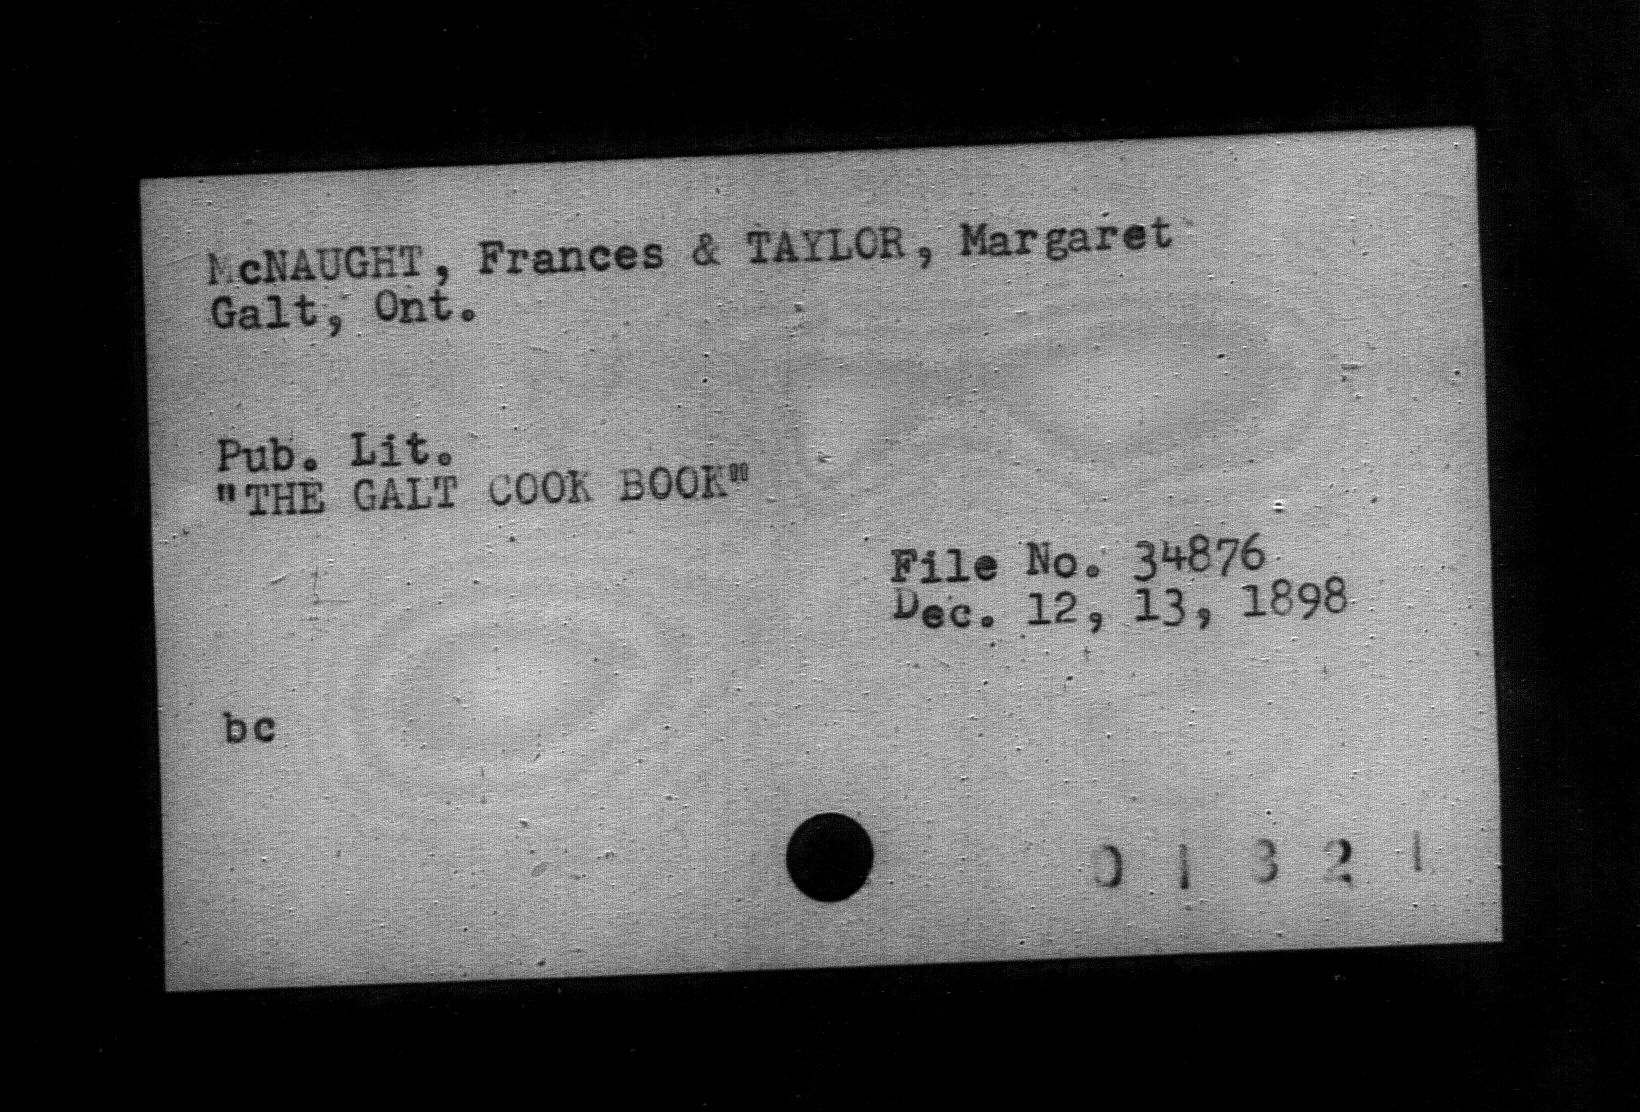 McNAUGHT, Frances & TAYLOR, Margaret
Galt, Ont.
Pub. Lit.
"THE GALT COOK BOOK"
File No. 34876
Dec. 12, 13, 1898
bc
0 1 3 2 1